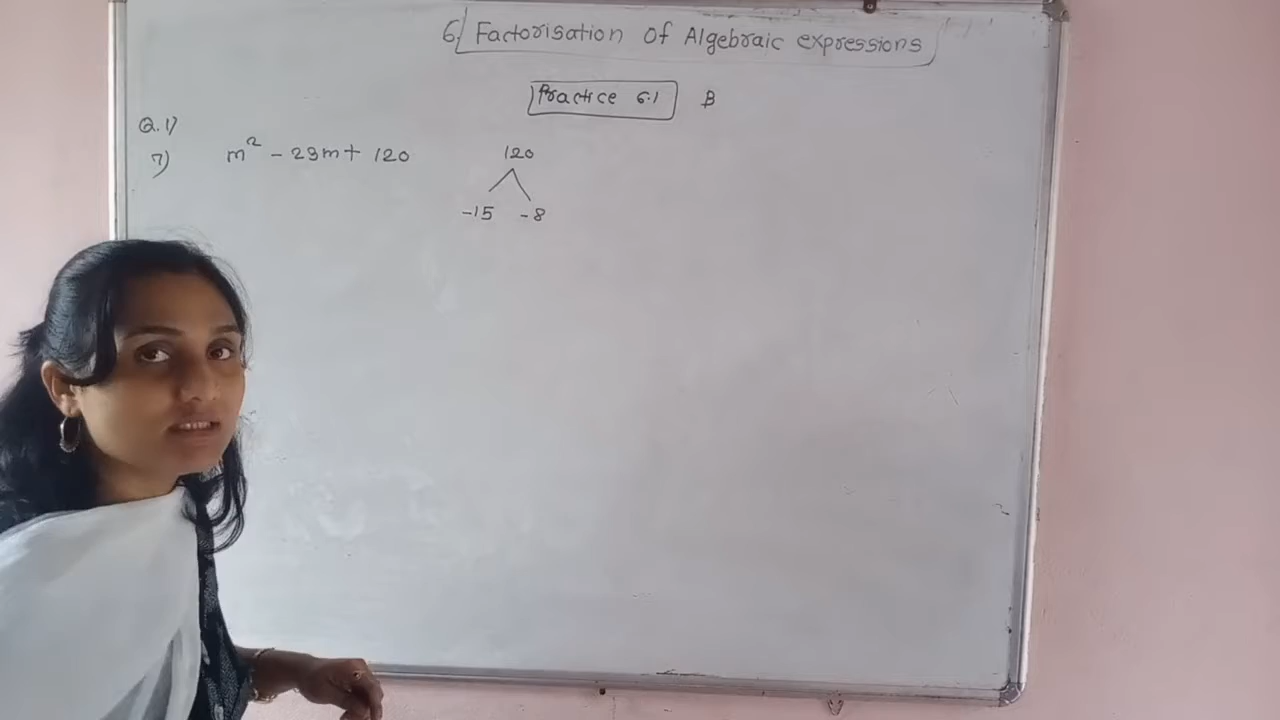 6) Factorisation Of Algebraic expressions
Practice 6.1 B
Q.1)
7) m² - 23m + 120
120
-15 -8